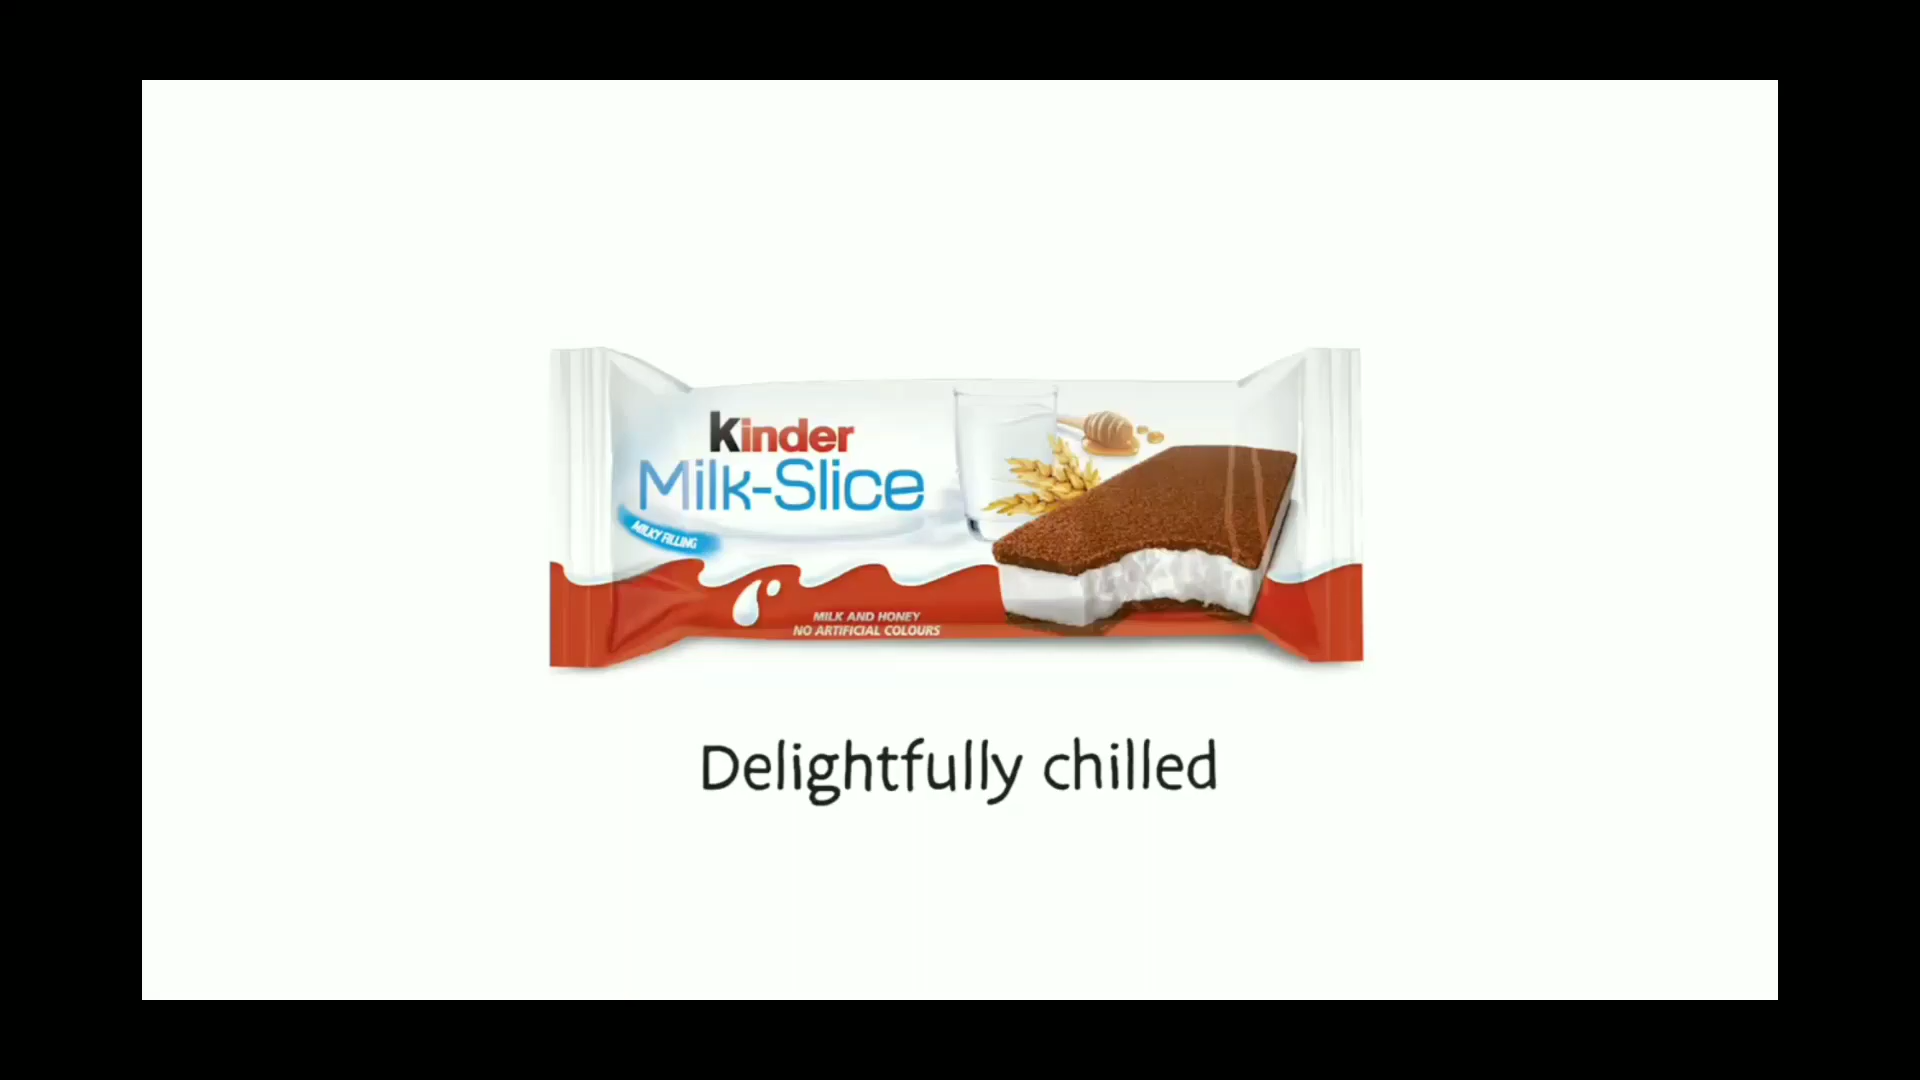 Kinder
Milk-Slice
MILKY FILLING
MILK AND HONEY
NO ARTIFICIAL COLOURS
Delightfully chilled